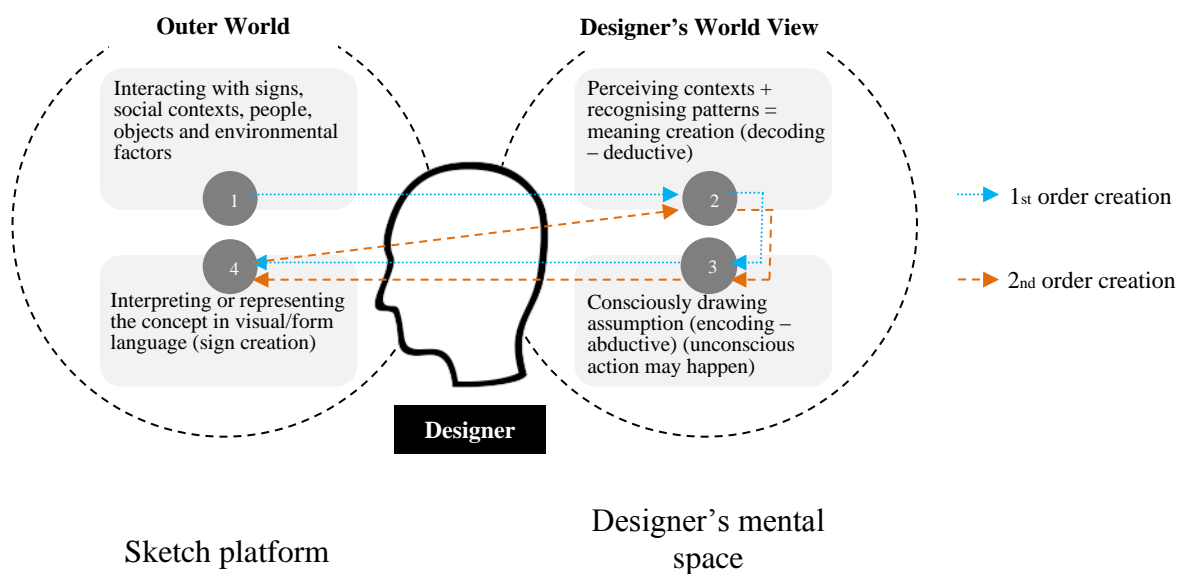 Outer World
Designer’s World View
Interacting with signs,
social contexts, people,
objects and environmental
factors
1
Perceiving contexts +
recognising patterns =
meaning creation (decoding
– deductive)
2
1st order creation
4
Interpreting or representing
the concept in visual/form
language (sign creation)
3
Consciously drawing
assumption (encoding –
abductive) (unconscious
action may happen)
2nd order creation
Designer
Sketch platform
Designer’s mental
space